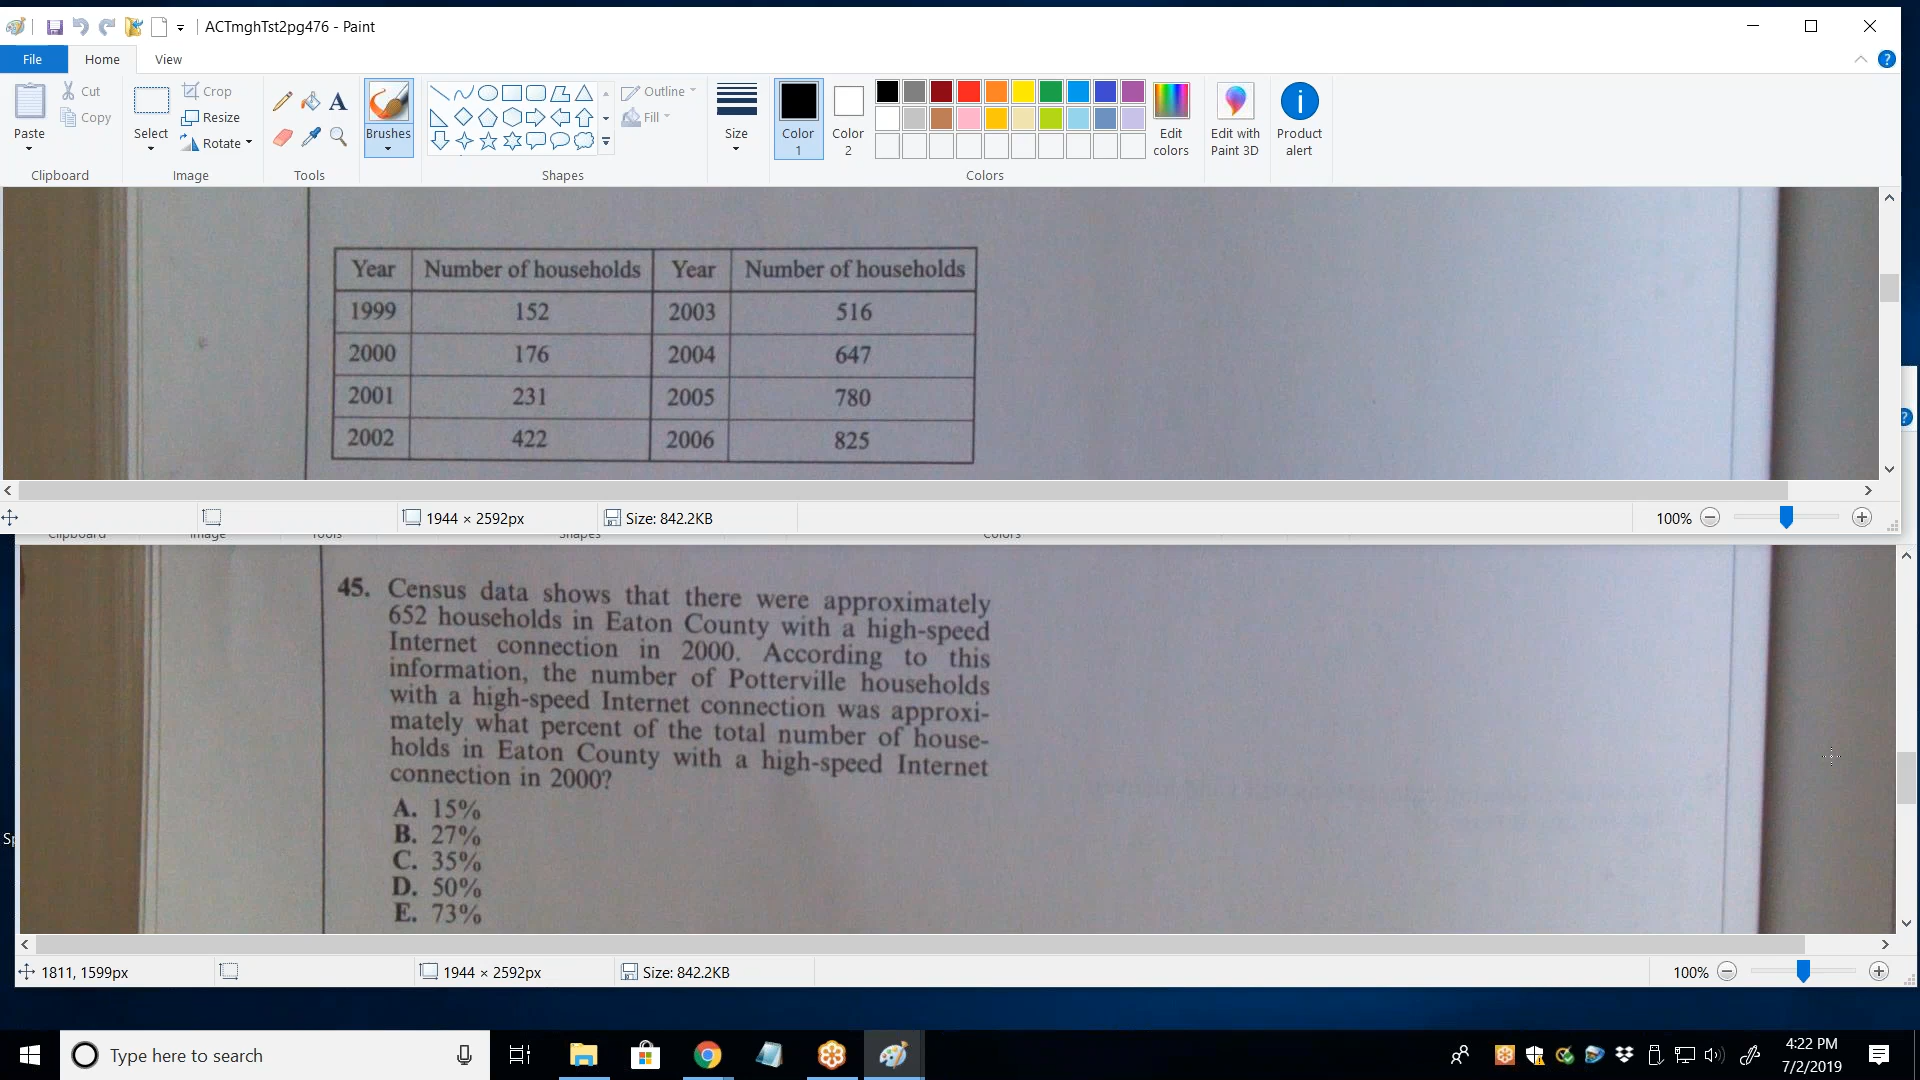 ACTmghTst2pg476 - Paint
File Home View
Paste Cut Copy Select Crop Resize Rotate Brushes Outline Fill Size Color 1 Color 2 Edit colors Edit with Paint 3D Product alert
Clipboard Image Tools Shapes Colors
Year Number of households Year Number of households
1999 152 2003 516
2000 176 2004 647
2001 231 2005 780
2002 422 2006 825
1944 × 2592px Size: 842.2KB 100%
Clipboard Image Tools Shapes Colors
45. Census data shows that there were approximately
652 households in Eaton County with a high-speed
Internet connection in 2000. According to this
information, the number of Potterville households
with a high-speed Internet connection was approxi-
mately what percent of the total number of house-
holds in Eaton County with a high-speed Internet
connection in 2000?
A. 15%
B. 27%
C. 35%
D. 50%
E. 73%
Sp
1811, 1599px 1944 × 2592px Size: 842.2KB 100%
Type here to search
4:22 PM
7/2/2019